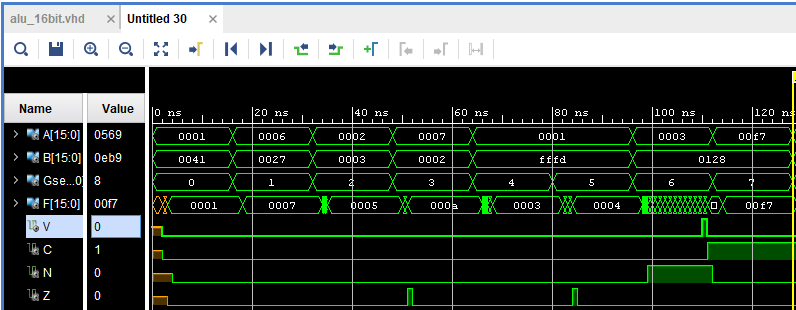 alu_16bit.vhd × Untitled 30 ×
Name Value
0 ns 20 ns 40 ns 60 ns 80 ns 100 ns 120 ns
A[15:0] 0569 0001 0006 0002 0007 0001 0003 00f7
B[15:0] 0eb9 0041 0027 0003 0002 fffd 0128
Gse...0] 8 0 1 2 3 4 5 6 7
F[15:0] 00f7 0001 0007 0005 000a 0003 0004 00f7
V 0
C 1
N 0
Z 0